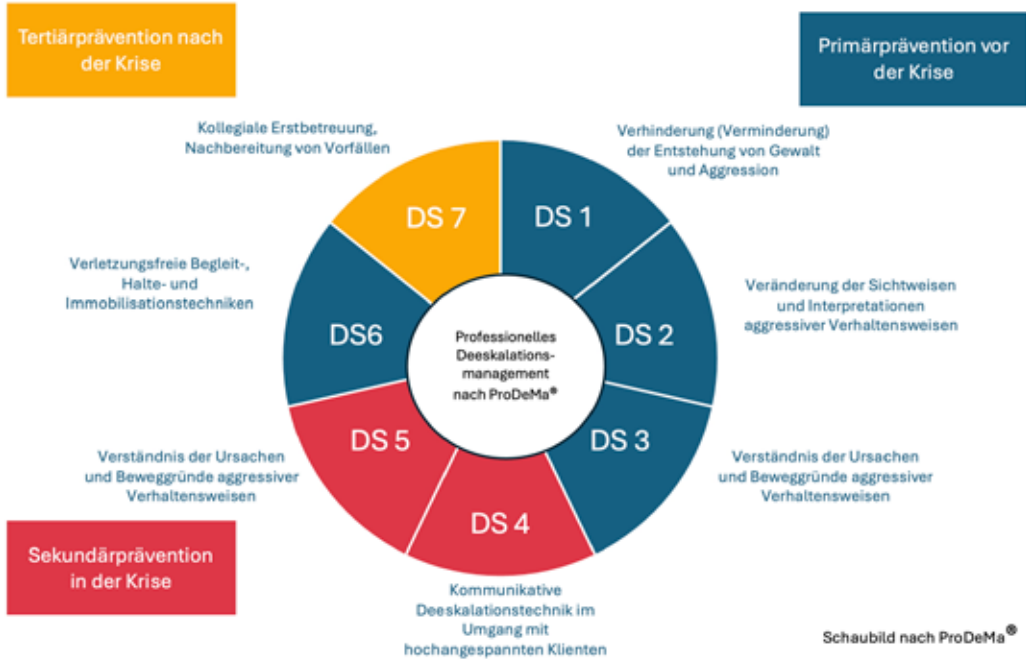 Tertiärprävention nach
der Krise
Primärprävention vor
der Krise
Kollegiale Erstbetreuung,
Nachbereitung von Vorfällen
Verhinderung (Verminderung)
der Entstehung von Gewalt
und Aggression
DS 7
DS 1
Verletzungsfreie Begleit-,
Halte- und
Immobilisationstechniken
Veränderung der Sichtweisen
und Interpretationen
aggressiver Verhaltensweisen
DS6
DS 2
Professionelles
Deeskalations-
management
nach ProDeMa®
DS 5
DS 3
Verständnis der Ursachen
und Beweggründe aggressiver
Verhaltensweisen
Verständnis der Ursachen
und Beweggründe aggressiver
Verhaltensweisen
DS 4
Sekundärprävention
in der Krise
Kommunikative
Deeskalationstechnik im
Umgang mit
hochangespannten Klienten
Schaubild nach ProDeMa®